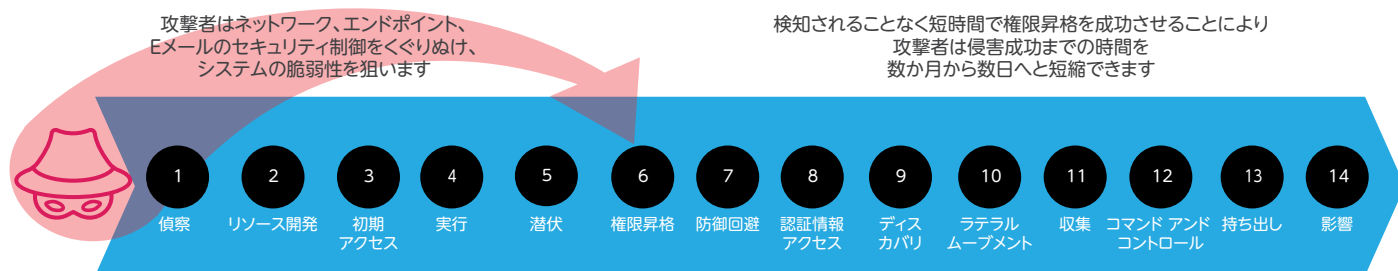 攻撃者はネットワーク、エンドポイント、
Eメールのセキュリティ制御をくぐりぬけ、
システムの脆弱性を狙います
検知されることなく短時間で権限昇格を成功させることにより
攻撃者は侵害成功までの時間を
数か月から数日へと短縮できます
1
偵察
2
リソース開発
3
初期
アクセス
4
実行
5
潜伏
6
権限昇格
7
防御回避
8
認証情報
アクセス
9
ディス
カバリ
10
ラテラル
ムーブメント
11
収集
12
コマンド アンド
コントロール
13
持ち出し
14
影響